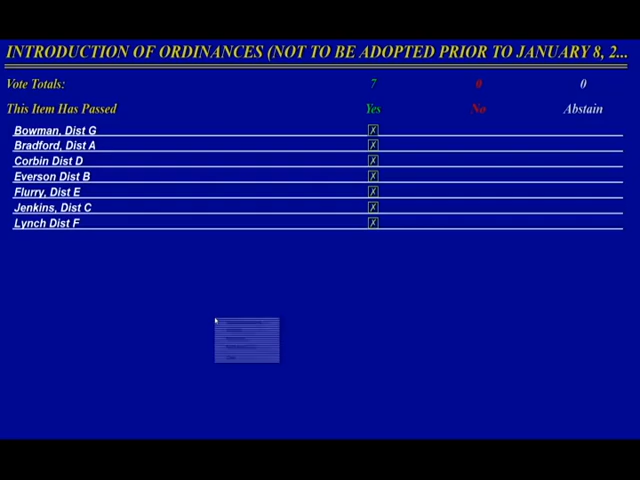 INTRODUCTION OF ORDINANCES (NOT TO BE ADOPTED PRIOR TO JANUARY 8, 2...
Vote Totals: 7 0 0
This Item Has Passed Yes No Abstain
Bowman, Dist G X
Bradford, Dist A X
Corbin Dist D X
Everson Dist B X
Flurry, Dist E X
Jenkins, Dist C X
Lynch Dist F X